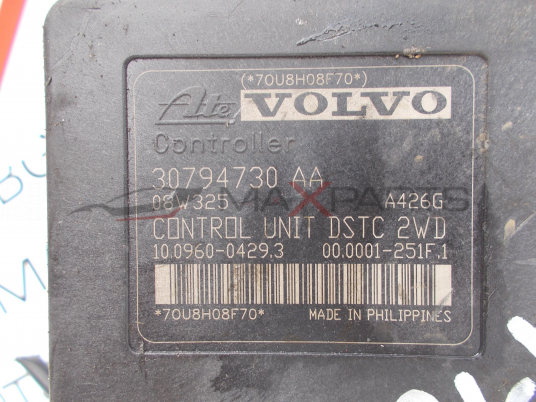 (*70U8H08F70*)
Ate VOLVO
Controller
30794730 AA
08W325 A426G
CONTROL UNIT DSTC 2WD
10.0960-0429.3 00.0001-251F.1
*70U8H08F70* MADE IN PHILIPPINES
MAXPARTS